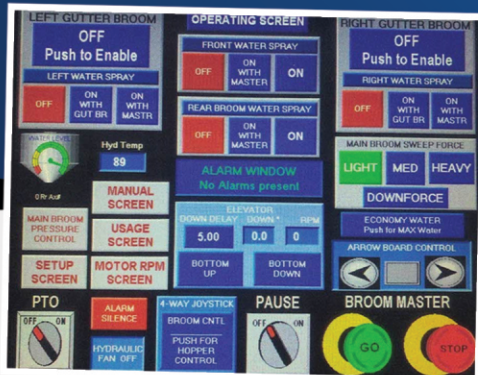 LEFT GUTTER BROOM
OFF
Push to Enable
LEFT WATER SPRAY
OFF
ON WITH GUT BR
ON WITH MASTR
OPERATING SCREEN
FRONT WATER SPRAY
OFF
ON WITH MASTER
ON
REAR BROOM WATER SPRAY
OFF
ON WITH MASTER
ON
RIGHT GUTTER BROOM
OFF
Push to Enable
RIGHT WATER SPRAY
OFF
ON WITH GUT BR
ON WITH MASTR
WATER LEVEL
Hyd Temp
89
MAIN BROOM SWEEP FORCE
LIGHT
MED
HEAVY
DOWNFORCE
ALARM WINDOW
No Alarms present
MANUAL SCREEN
MAIN BROOM PRESSURE CONTROL
USAGE SCREEN
SETUP SCREEN
MOTOR RPM SCREEN
ELEVATOR
DOWN DELAY
DOWN °
RPM
5.00
0.0
0
BOTTOM UP
BOTTOM DOWN
ECONOMY WATER
Push for MAX Water
ARROW BOARD CONTROL
PTO
OFF
ON
ALARM SILENCE
HYDRAULIC FAN OFF
4-WAY JOYSTICK
BROOM CNTL
PUSH FOR HOPPER CONTROL
PAUSE
OFF
ON
BROOM MASTER
GO
STOP